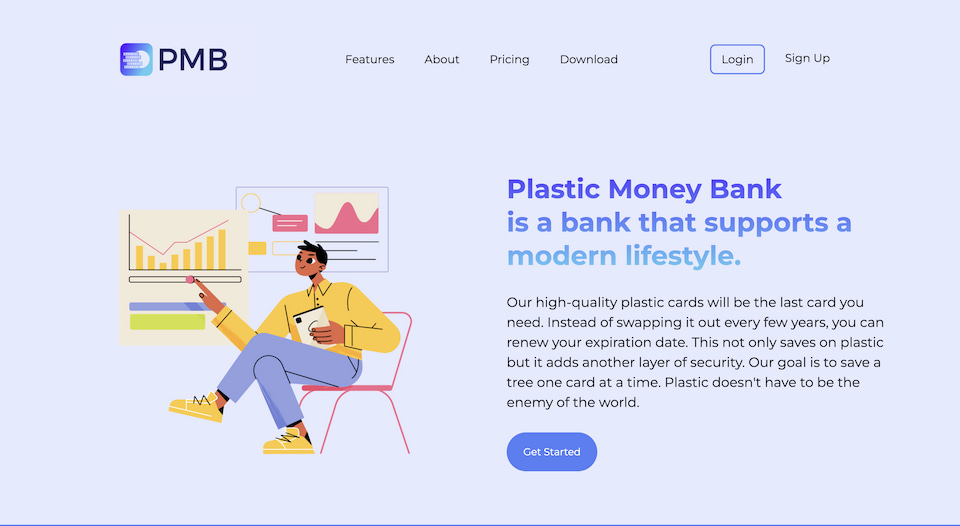 PMB
Features
About
Pricing
Download
Login
Sign Up
Plastic Money Bank
is a bank that supports a
modern lifestyle.
Our high-quality plastic cards will be the last card you
need. Instead of swapping it out every few years, you can
renew your expiration date. This not only saves on plastic
but it adds another layer of security. Our goal is to save a
tree one card at a time. Plastic doesn't have to be the
enemy of the world.
Get Started